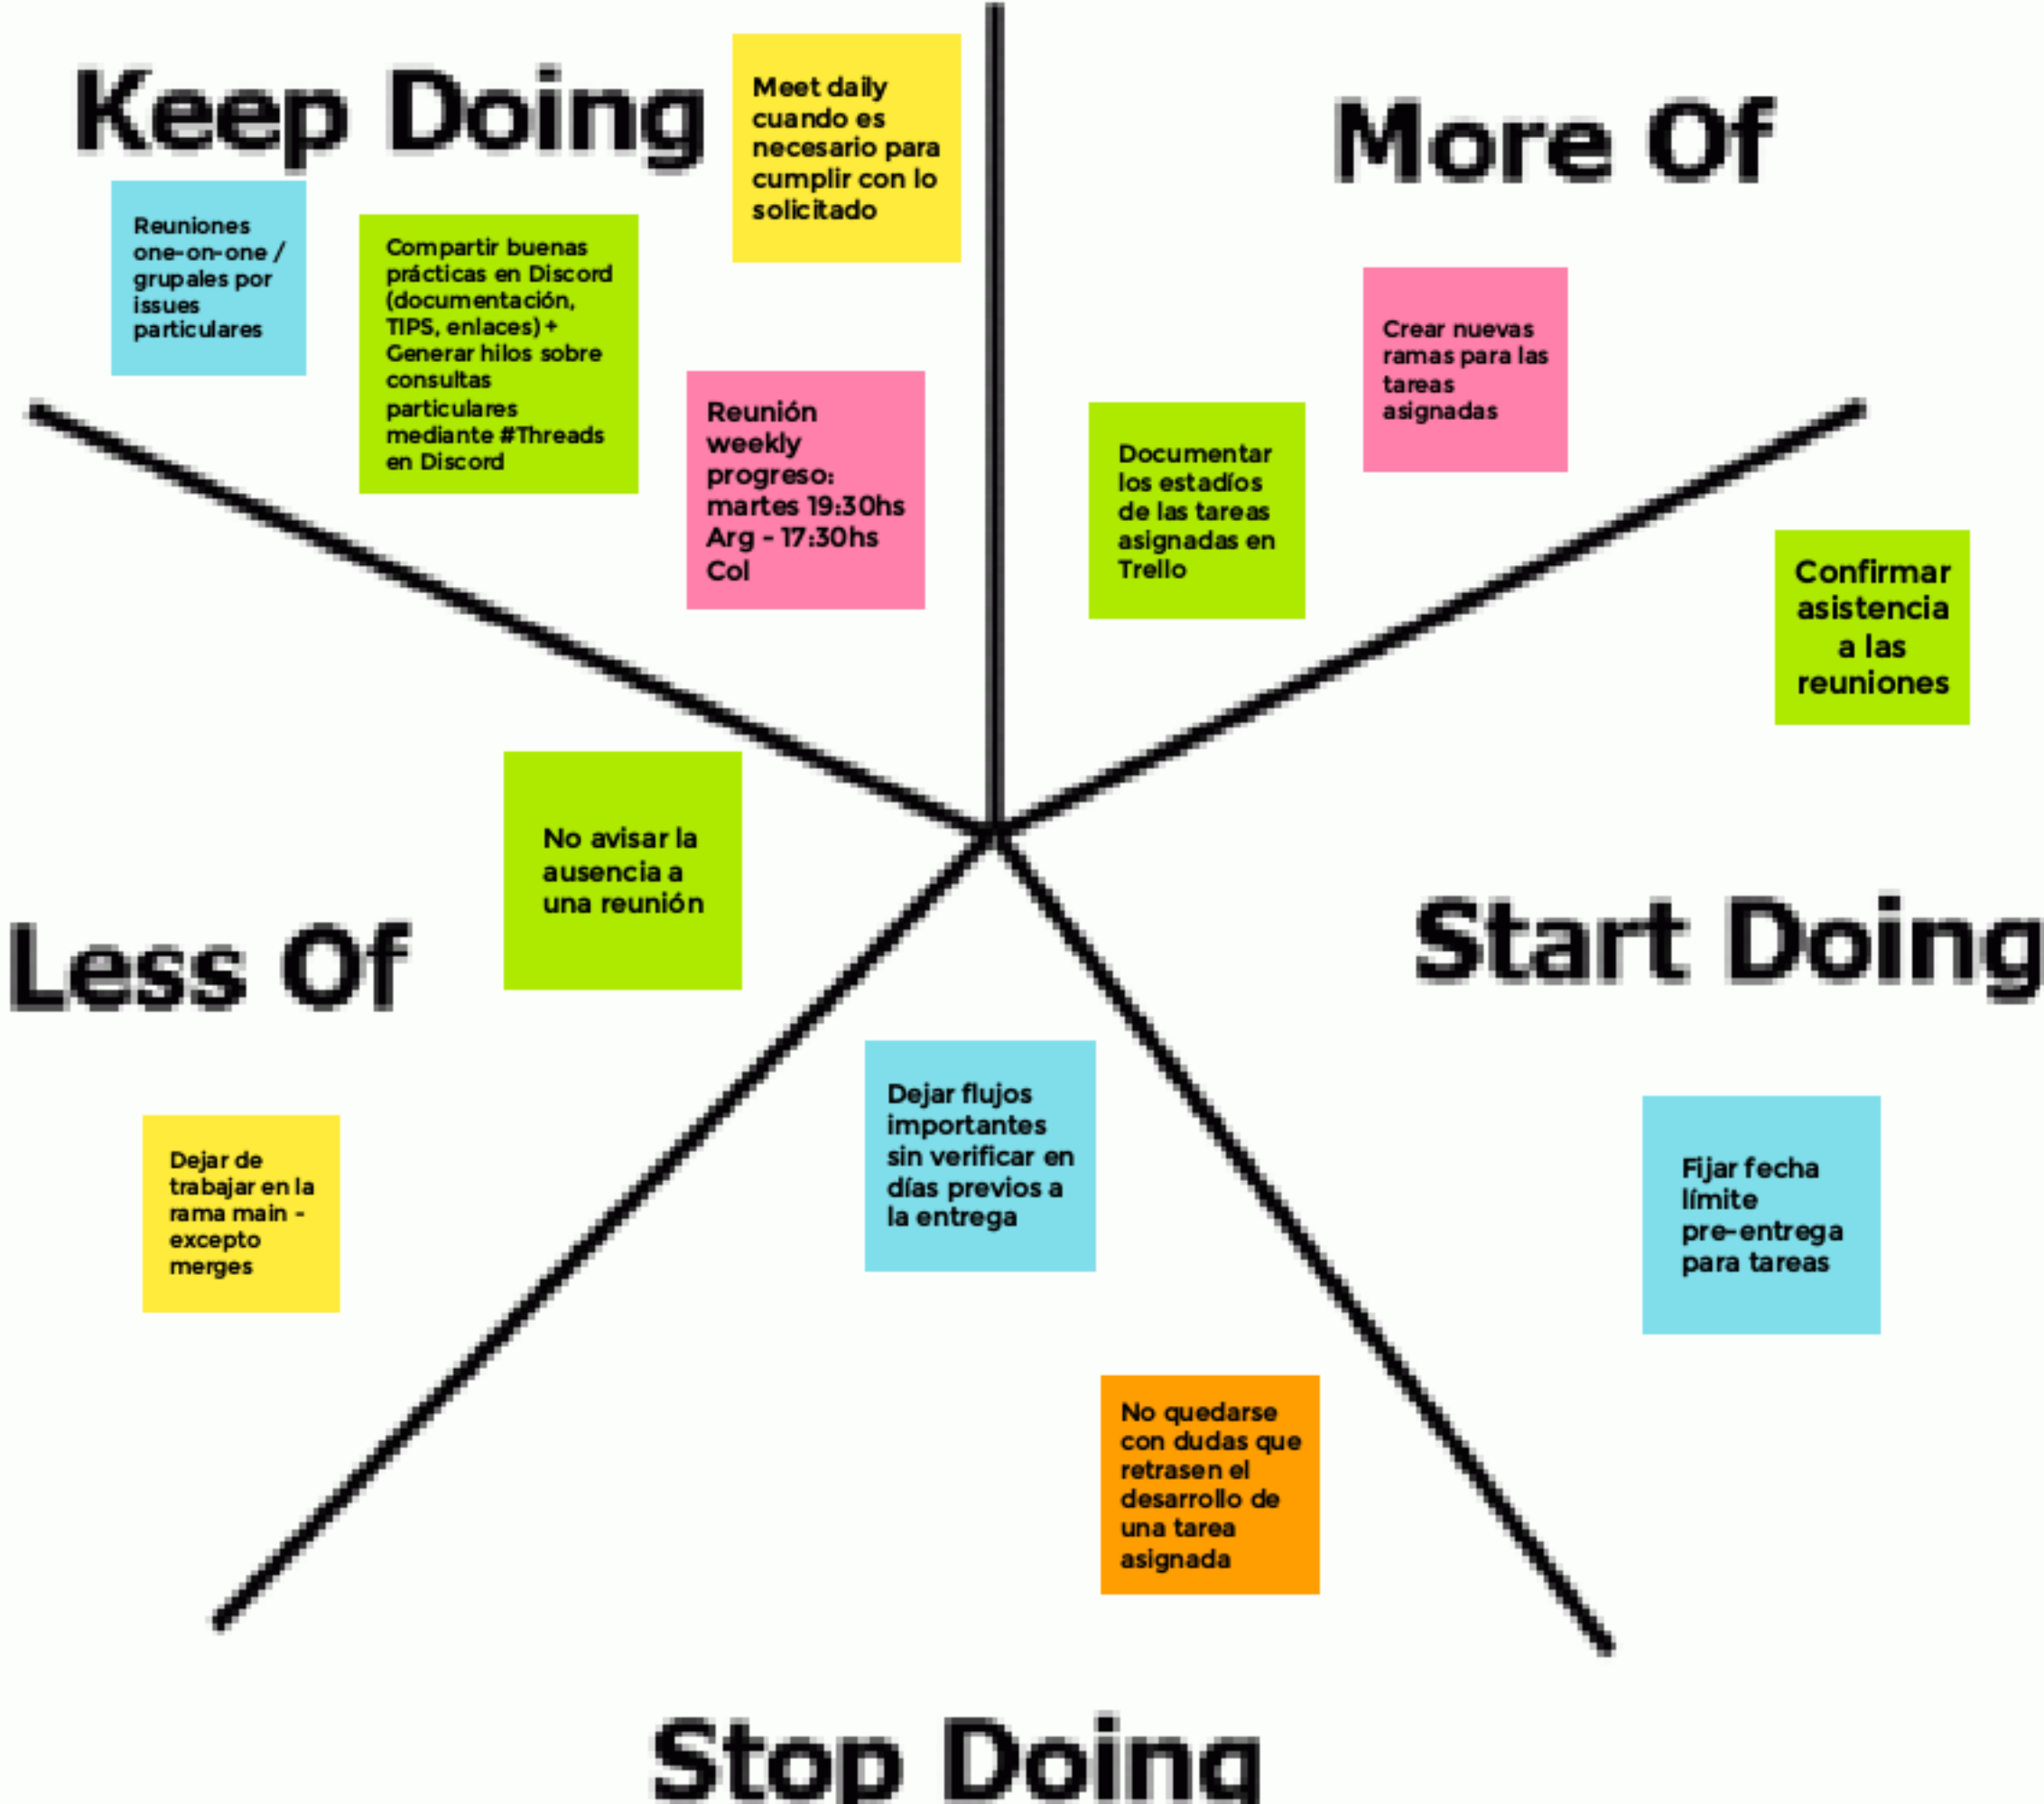 Keep Doing
Meet daily
cuando es
necesario para
cumplir con lo
solicitado
Reuniones
one-on-one /
grupales por
issues
particulares
Compartir buenas
prácticas en Discord
(documentación,
TIPS, enlaces) +
Generar hilos sobre
consultas
particulares
mediante #Threads
en Discord
Reunión
weekly
progreso:
martes 19:30hs
Arg - 17:30hs
Col
More Of
Crear nuevas
ramas para las
tareas
asignadas
Documentar
los estadíos
de las tareas
asignadas en
Trello
Confirmar
asistencia
a las
reuniones
Start Doing
Fijar fecha
límite
pre-entrega
para tareas
Less Of
No avisar la
ausencia a
una reunión
Dejar de
trabajar en la
rama main -
excepto
merges
Dejar flujos
importantes
sin verificar en
días previos a
la entrega
No quedarse
con dudas que
retrasen el
desarrollo de
una tarea
asignada
Stop Doing